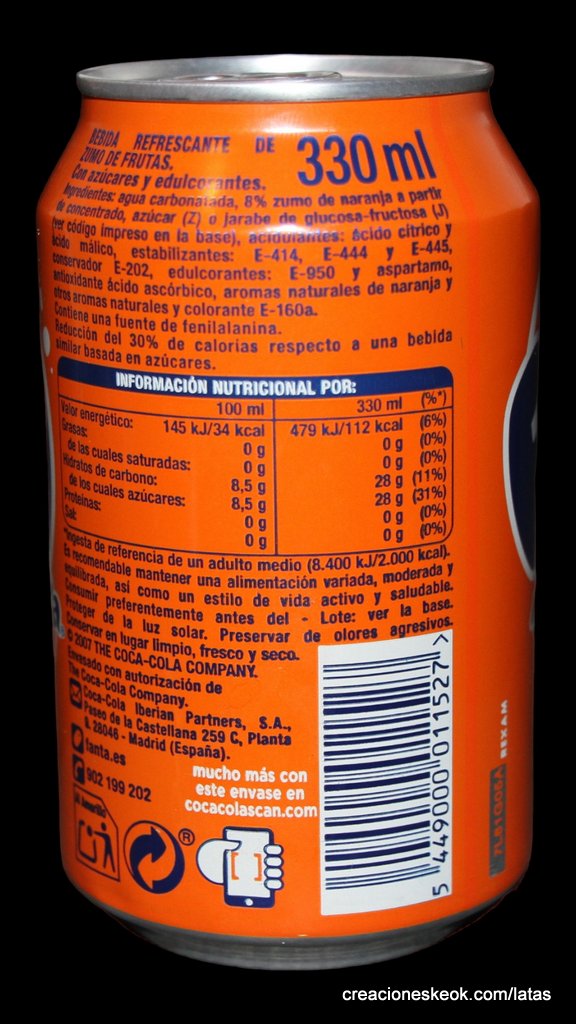 BEBIDA REFRESCANTE DE
ZUMO DE FRUTAS.
330 ml
Con azúcares y edulcorantes.
Ingredientes: agua carbonatada, 8% zumo de naranja a partir
de concentrado, azúcar (Z) o jarabe de glucosa-fructosa (J)
(ver código impreso en la base), acidulantes: ácido cítrico y
ácido málico, estabilizantes: E-414, E-444 y E-445,
conservador E-202, edulcorantes: E-950 y aspartamo,
antioxidante ácido ascórbico, aromas naturales de naranja y
otros aromas naturales y colorante E-160a.
Contiene una fuente de fenilalanina.
Reducción del 30% de calorías respecto a una bebida
similar basada en azúcares.
INFORMACIÓN NUTRICIONAL POR:
100 ml 330 ml (%*)
Valor energético: 145 kJ/34 kcal 479 kJ/112 kcal (6%)
Grasas: 0 g 0 g (0%)
de las cuales saturadas: 0 g 0 g (0%)
Hidratos de carbono: 8,5 g 28 g (11%)
de los cuales azúcares: 8,5 g 28 g (31%)
Proteínas: 0 g 0 g (0%)
Sal: 0 g 0 g (0%)
*Ingesta de referencia de un adulto medio (8.400 kJ/2.000 kcal).
Es recomendable mantener una alimentación variada, moderada y
equilibrada, así como un estilo de vida activo y saludable.
Consumir preferentemente antes del - Lote: ver la base.
Proteger de la luz solar. Preservar de olores agresivos.
Conservar en lugar limpio, fresco y seco.
© 2007 THE COCA-COLA COMPANY.
Envasado con autorización de
The Coca-Cola Company.
Coca-Cola Iberian Partners, S.A.,
Paseo de la Castellana 259 C, Planta
28046 - Madrid (España).
fanta.es
902 199 202
mucho más con
este envase en
cocacolascan.com
Al Amarillo
®
5 449000 011527 >
REXAM
creacioneskeok.com/latas